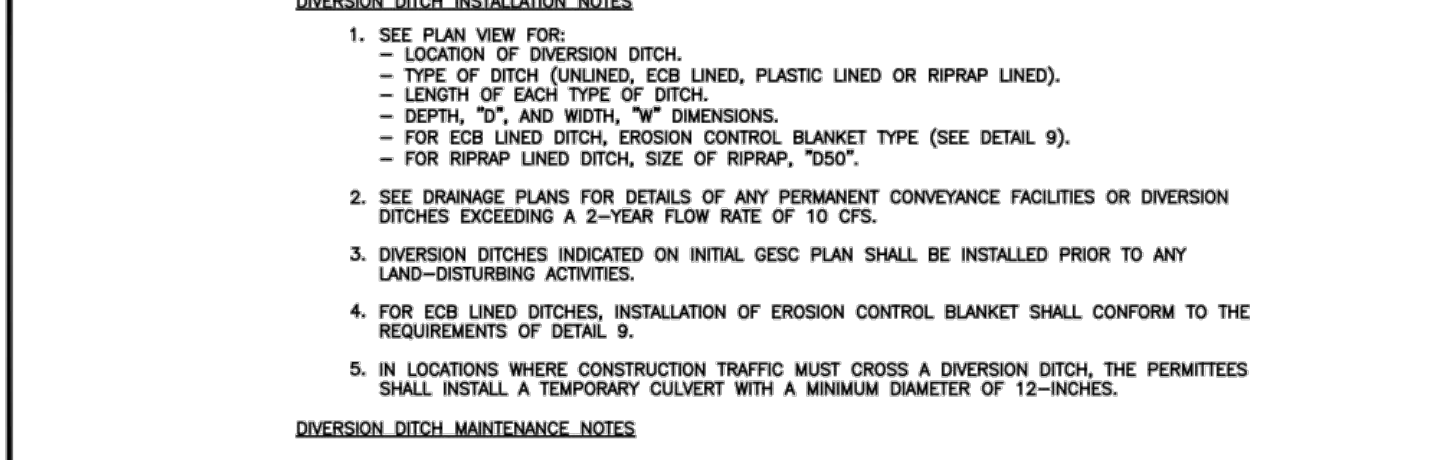 DIVERSION DITCH INSTALLATION NOTES
1. SEE PLAN VIEW FOR:
– LOCATION OF DIVERSION DITCH.
– TYPE OF DITCH (UNLINED, ECB LINED, PLASTIC LINED OR RIPRAP LINED).
– LENGTH OF EACH TYPE OF DITCH.
– DEPTH, "D", AND WIDTH, "W" DIMENSIONS.
– FOR ECB LINED DITCH, EROSION CONTROL BLANKET TYPE (SEE DETAIL 9).
– FOR RIPRAP LINED DITCH, SIZE OF RIPRAP, "D50".
2. SEE DRAINAGE PLANS FOR DETAILS OF ANY PERMANENT CONVEYANCE FACILITIES OR DIVERSION
DITCHES EXCEEDING A 2–YEAR FLOW RATE OF 10 CFS.
3. DIVERSION DITCHES INDICATED ON INITIAL GESC PLAN SHALL BE INSTALLED PRIOR TO ANY
LAND–DISTURBING ACTIVITIES.
4. FOR ECB LINED DITCHES, INSTALLATION OF EROSION CONTROL BLANKET SHALL CONFORM TO THE
REQUIREMENTS OF DETAIL 9.
5. IN LOCATIONS WHERE CONSTRUCTION TRAFFIC MUST CROSS A DIVERSION DITCH, THE PERMITTEES
SHALL INSTALL A TEMPORARY CULVERT WITH A MINIMUM DIAMETER OF 12–INCHES.
DIVERSION DITCH MAINTENANCE NOTES